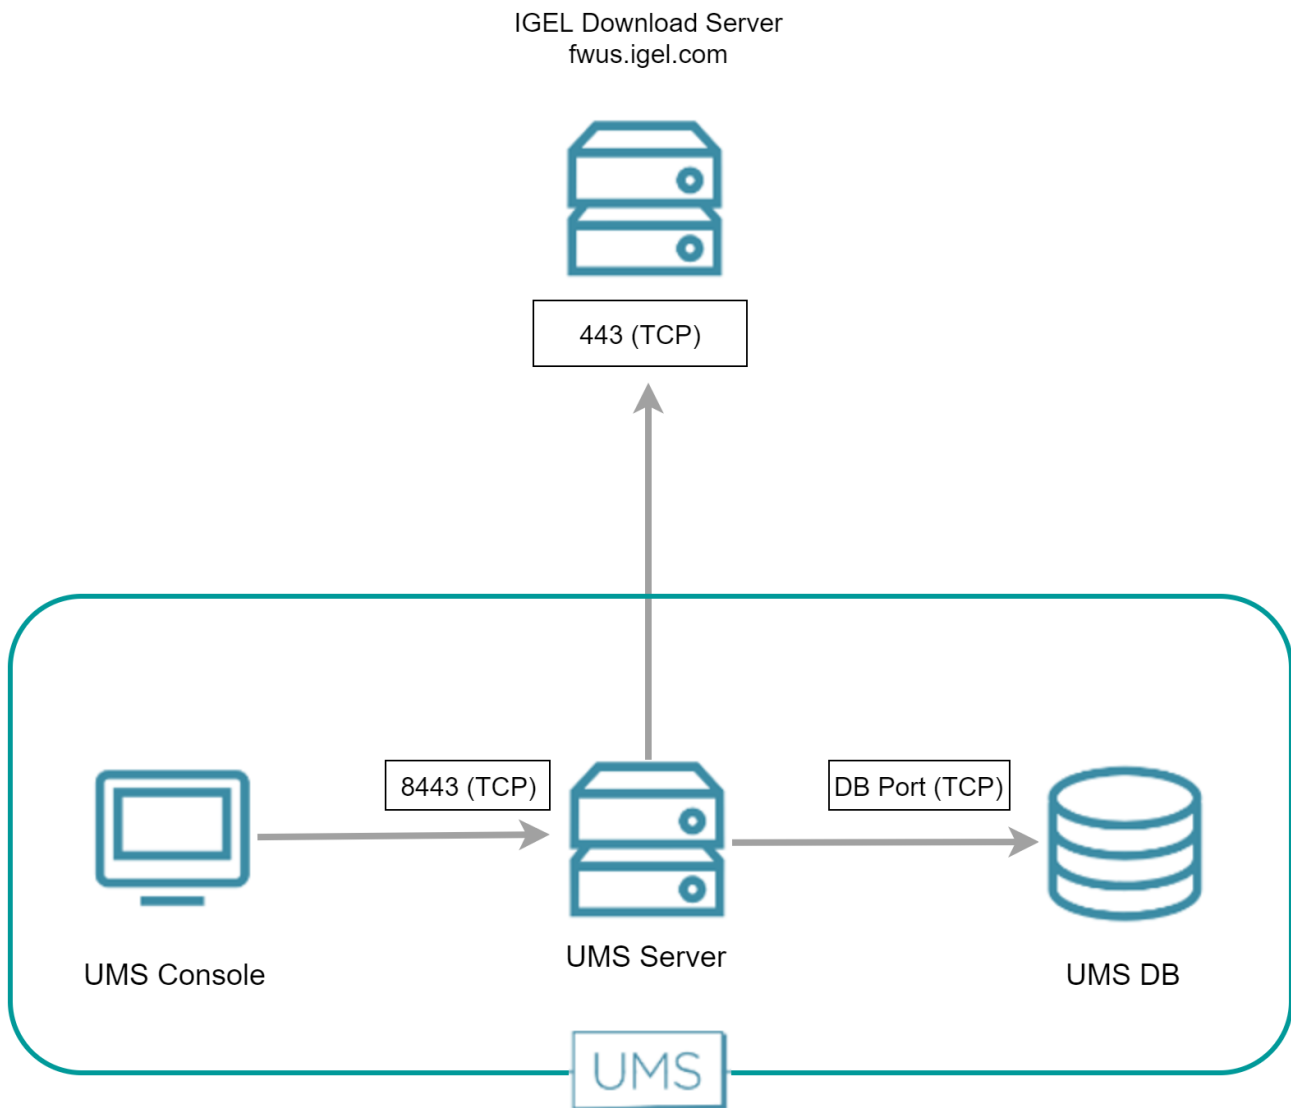 IGEL Download Server
fwus.igel.com
443 (TCP)
8443 (TCP)
DB Port (TCP)
UMS Console
UMS Server
UMS DB
UMS